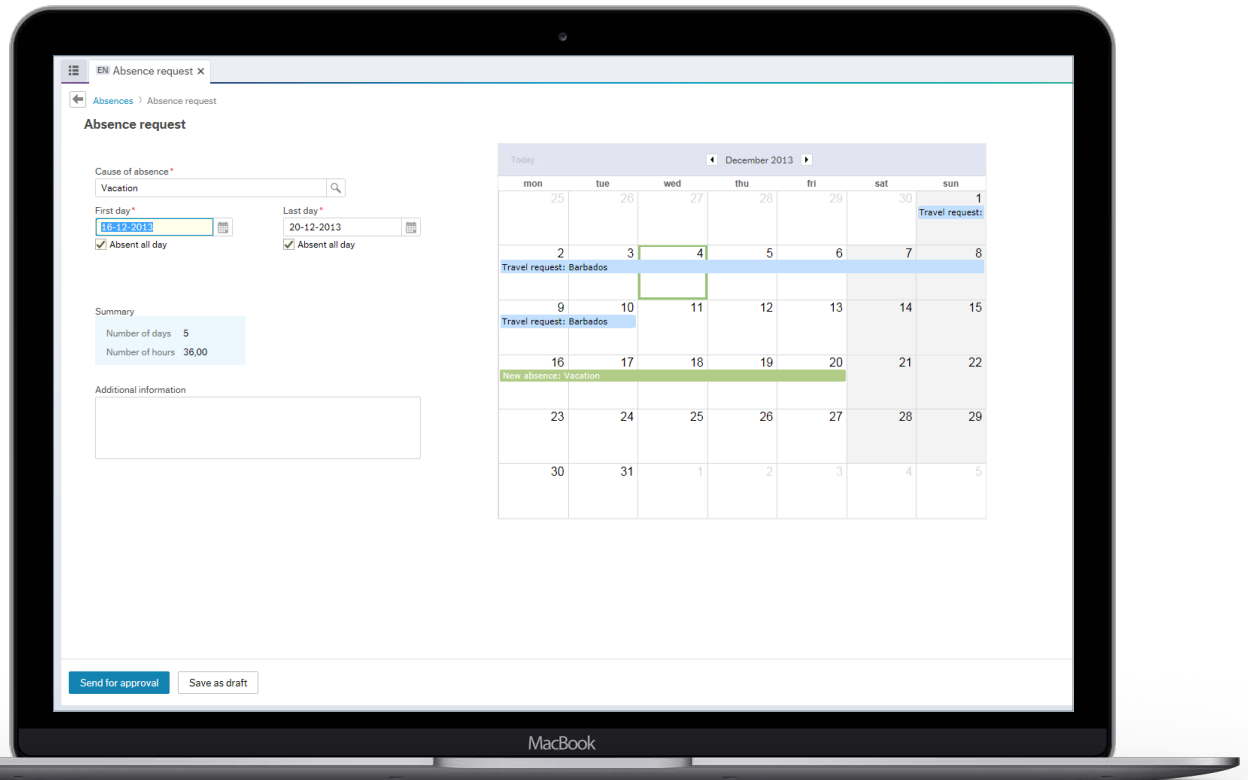 EN Absence request ×
Absences > Absence request
Absence request
Cause of absence*
Vacation
First day* Last day*
16-12-2013 20-12-2013
Absent all day Absent all day
Summary
Number of days 5
Number of hours 36,00
Additional information
Today December 2013
mon tue wed thu fri sat sun
25 26 27 28 29 30 1
Travel request:
2 3 4 5 6 7 8
Travel request: Barbados
9 10 11 12 13 14 15
Travel request: Barbados
16 17 18 19 20 21 22
New absence: Vacation
23 24 25 26 27 28 29
30 31 1 2 3 4 5
Send for approval Save as draft
MacBook